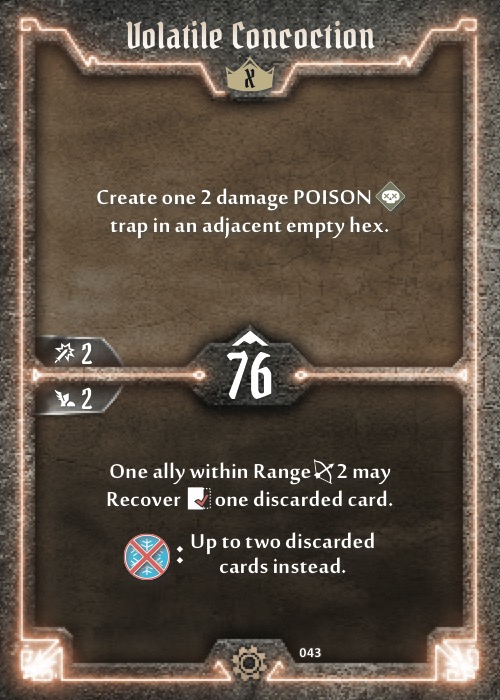 Volatile Concoction
X
Create one 2 damage POISON
trap in an adjacent empty hex.
2
76
2
One ally within Range 2 may
Recover one discarded card.
: Up to two discarded
cards instead.
043